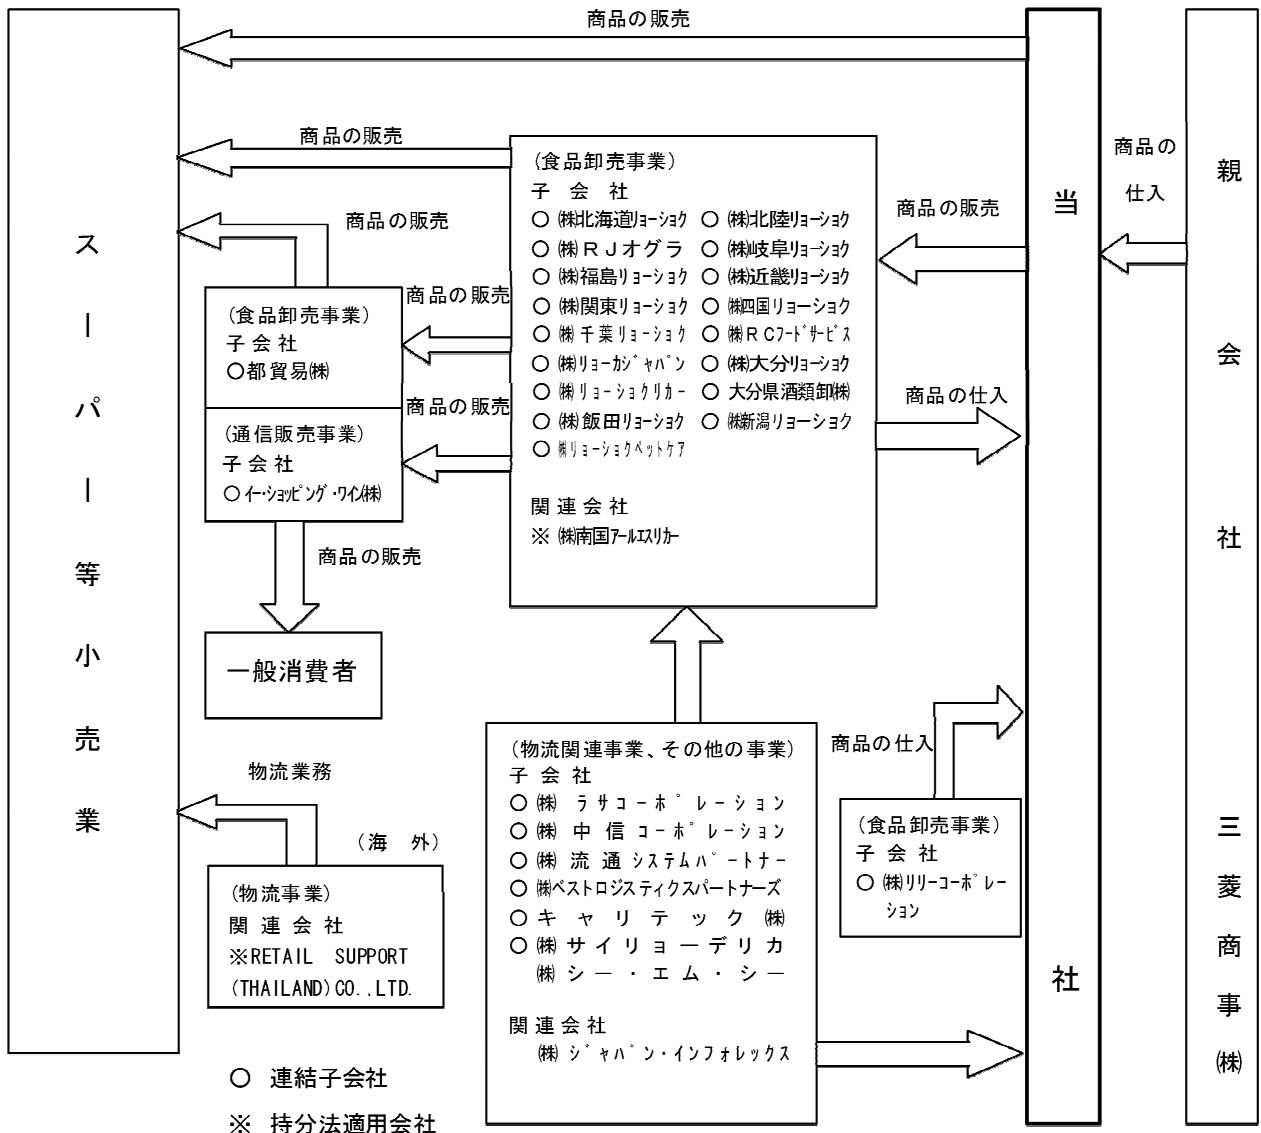 商品の販売
スーパー等小売業
商品の販売
商品の販売
(食品卸売事業)
子会社
○都貿易㈱
(通信販売事業)
子会社
○イー・ショッピング・ワイン㈱
商品の販売
商品の販売
商品の販売
一般消費者
(食品卸売事業)
子会社
○ ㈱北海道リョーショク ○ ㈱北陸リョーショク
○ ㈱RJオグラ ○ ㈱岐阜リョーショク
○ ㈱福島リョーショク ○ ㈱近畿リョーショク
○ ㈱関東リョーショク ○ ㈱四国リョーショク
○ ㈱千葉リョーショク ○ ㈱RCフードサービス
○ ㈱リョーカジャパン ○ ㈱大分リョーショク
○ ㈱リョーショクリカー ○ 大分県酒類卸㈱
○ ㈱飯田リョーショク ○ ㈱新潟リョーショク
○ ㈱リョーショクペットケア
関連会社
※ ㈱南国アールエスリカー
商品の販売
商品の仕入
当社
商品の
仕入
親会社 三菱商事㈱
物流業務
(海 外)
(物流事業)
関連会社
※RETAIL SUPPORT
(THAILAND)CO.,LTD.
(物流関連事業、その他の事業)
子会社
○ ㈱ ラサコーポレーション
○ ㈱ 中信コーポレーション
○ ㈱ 流通システムパートナー
○ ㈱ベストロジスティクスパートナーズ
○ キャリテック㈱
○ ㈱サイリョーデリカ
㈱シー・エム・シー
関連会社
㈱ジャパン・インフォレックス
商品の仕入
(食品卸売事業)
子会社
○ ㈱リリーコーポレー
ション
○ 連結子会社
※ 持分法適用会社